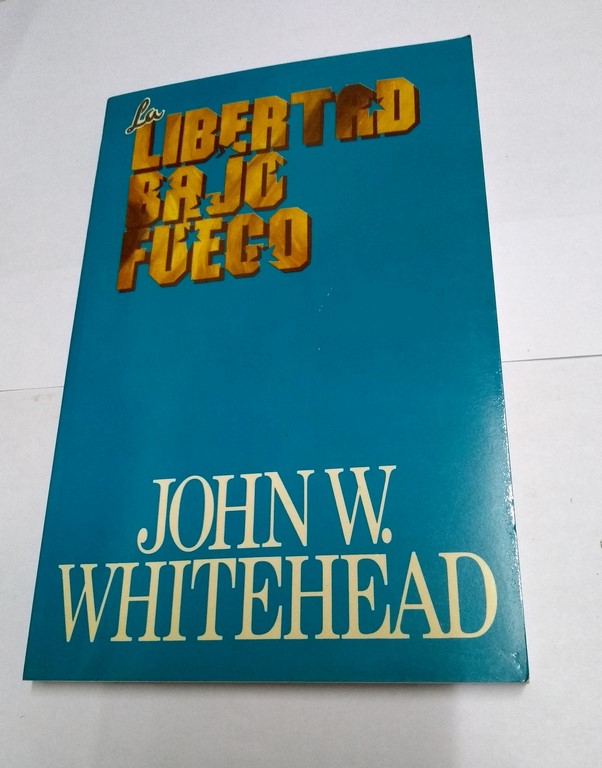 La
LIBERTAD
BAJO
FUEGO
JOHN W.
WHITEHEAD